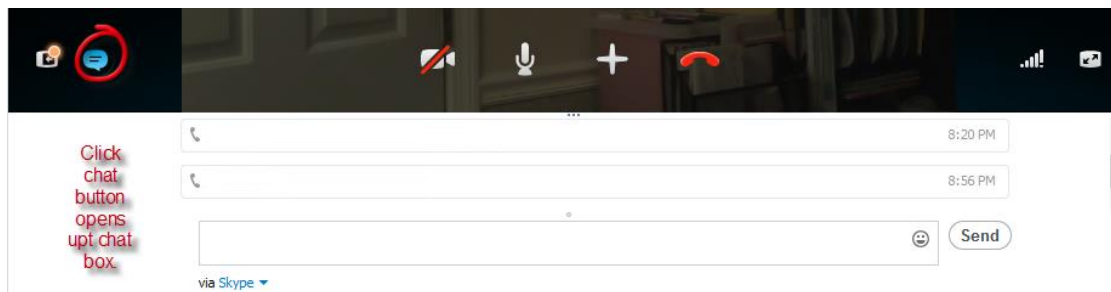 8:20 PM
Click
chat
button
opens
upt chat
box.
8:56 PM
Send
via Skype